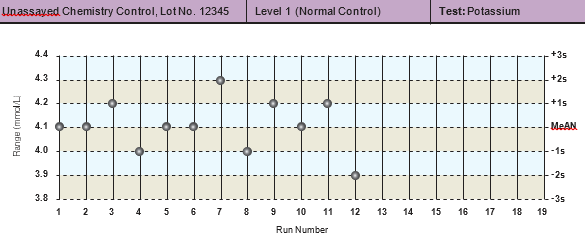 Unassayed Chemistry Control, Lot No. 12345 Level 1 (Normal Control) Test: Potassium
4.4 +3s
4.3 +2s
4.2 +1s
4.1 MeAN
4.0 -1s
3.9 -2s
3.8 -3s
Range (mmol/L)
1 2 3 4 5 6 7 8 9 10 11 12 13 14 15 16 17 18 19
Run Number